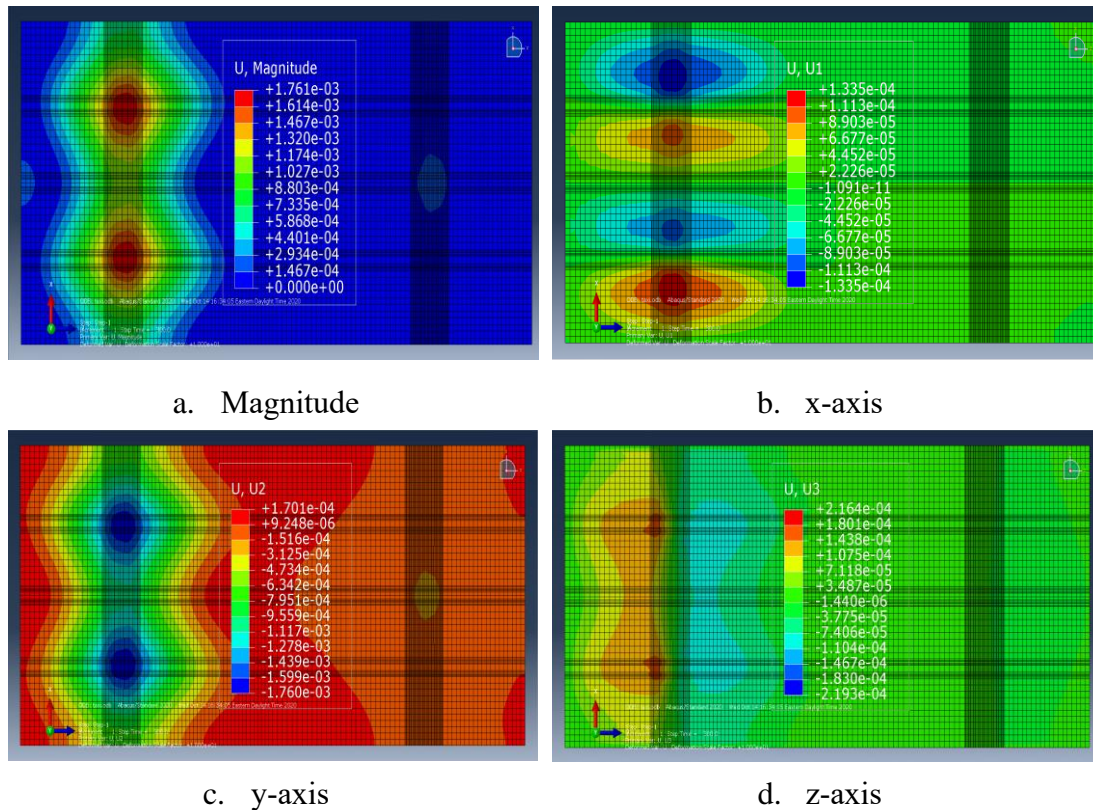 U, Magnitude
+1.761e-03
+1.614e-03
+1.467e-03
+1.320e-03
+1.174e-03
+1.027e-03
+8.803e-04
+7.335e-04
+5.868e-04
+4.401e-04
+2.934e-04
+1.467e-04
+0.000e+00
U, U1
+1.335e-04
+1.113e-04
+8.903e-05
+6.677e-05
+4.452e-05
+2.226e-05
-1.091e-11
-2.226e-05
-4.452e-05
-6.677e-05
-8.903e-05
-1.113e-04
-1.335e-04
a. Magnitude
b. x-axis
U, U2
+1.701e-04
+9.248e-06
-1.516e-04
-3.125e-04
-4.734e-04
-6.342e-04
-7.951e-04
-9.559e-04
-1.117e-03
-1.278e-03
-1.439e-03
-1.599e-03
-1.760e-03
U, U3
+2.164e-04
+1.801e-04
+1.438e-04
+1.075e-04
+7.118e-05
+3.487e-05
-1.440e-06
-3.775e-05
-7.406e-05
-1.104e-04
-1.467e-04
-1.830e-04
-2.193e-04
c. y-axis
d. z-axis